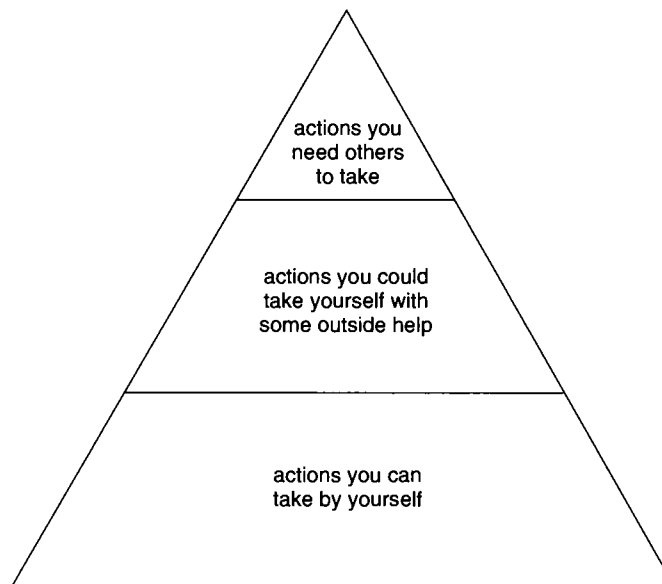 actions you
need others
to take
actions you could
take yourself with
some outside help
actions you can
take by yourself